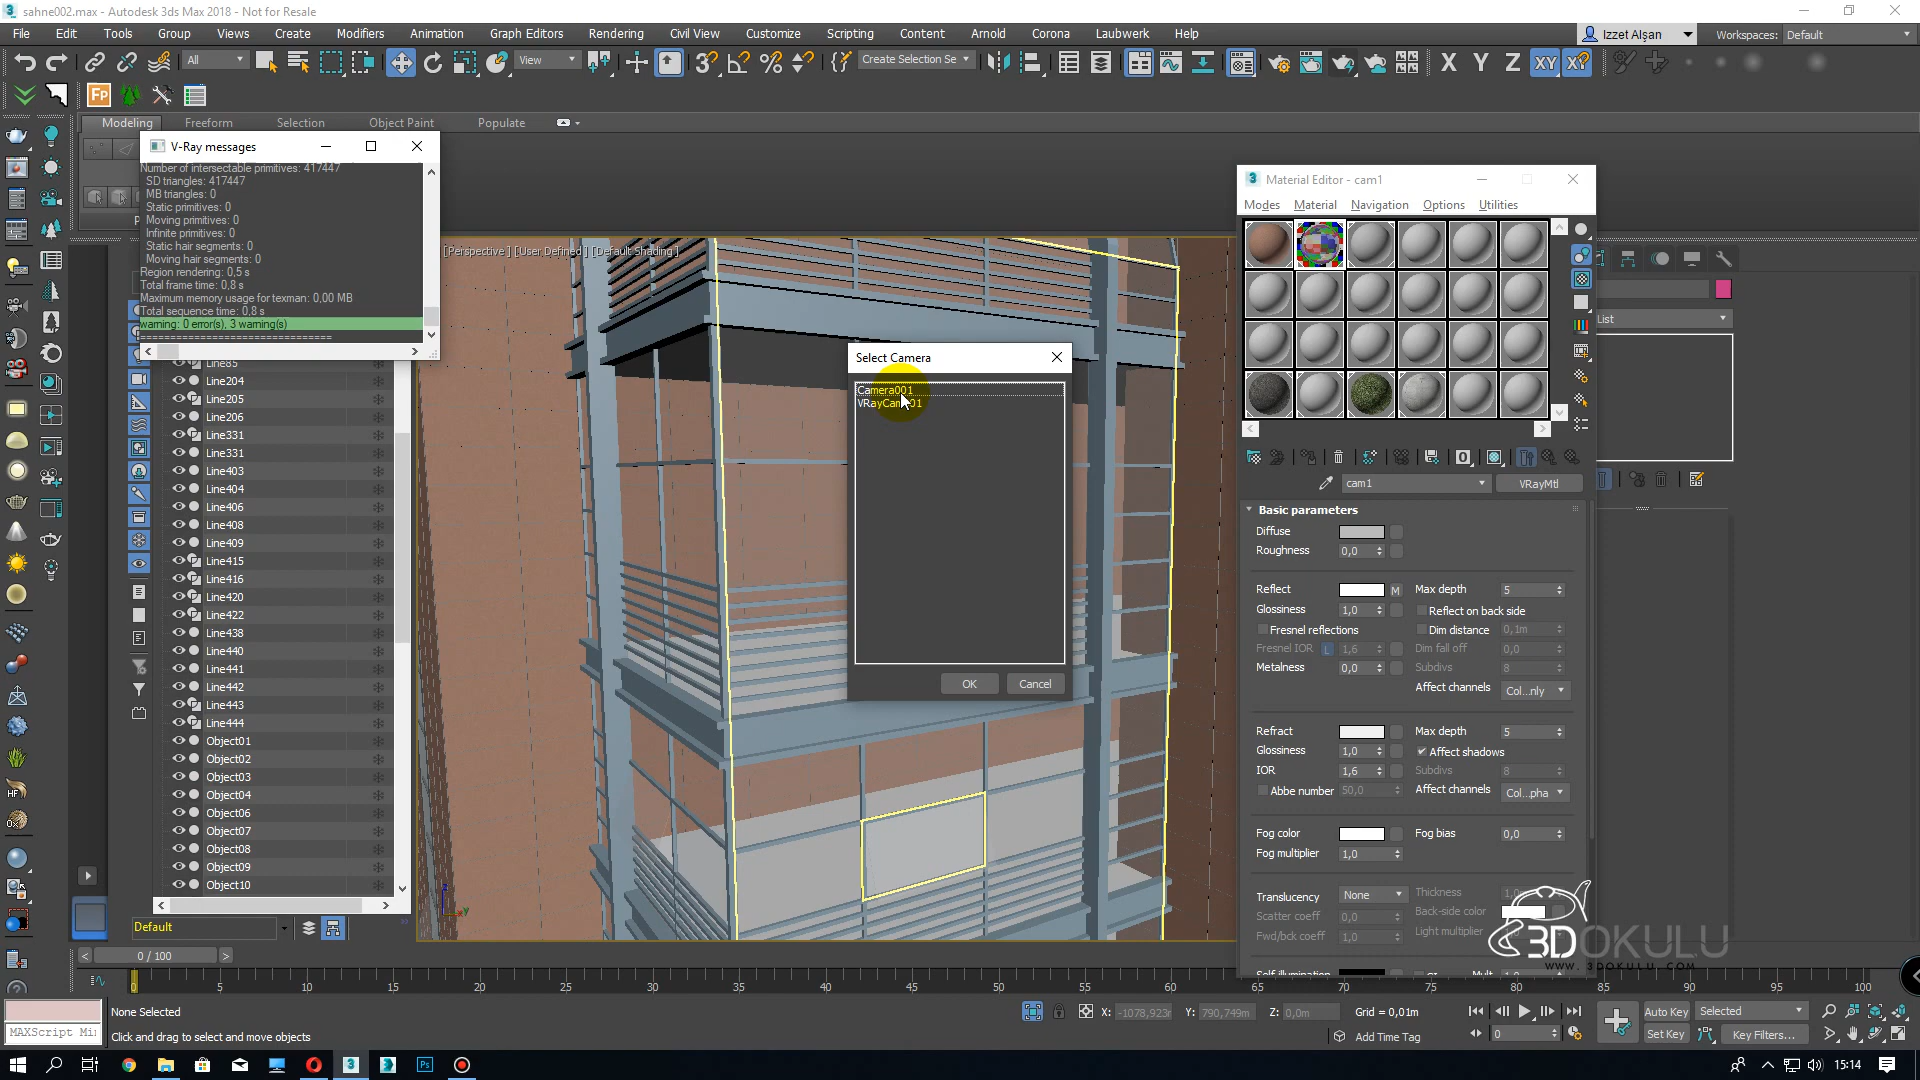 sahne002.max - Autodesk 3ds Max 2018 - Not for Resale
File Edit Tools Group Views Create Modifiers Animation Graph Editors Rendering Civil View Customize Scripting Content Arnold Corona Laubwerk Help
Izzet Alşan Workspaces: Default
All View Create Selection Se X Y Z XY
Modeling Freeform Selection Object Paint Populate
V-Ray messages
Number of intersectable primitives: 417447
SD triangles: 417447
MB triangles: 0
Static primitives: 0
Moving primitives: 0
Infinite primitives: 0
Static hair segments: 0
Moving hair segments: 0
Region rendering: 0,5 s
Total frame time: 0,8 s
Maximum memory usage for texman: 0,00 MB
Total sequence time: 0,8 s
warning: 0 error(s), 3 warning(s)
==============================
Line85
Line204
Line205
Line206
Line331
Line331
Line403
Line404
Line406
Line408
Line409
Line415
Line416
Line420
Line422
Line438
Line440
Line441
Line442
Line443
Line444
Object01
Object02
Object03
Object04
Object06
Object07
Object08
Object09
Object10
Default
[Perspective] [User Defined] [Default Shading]
Select Camera
Camera001
OK Cancel
Material Editor - cam1
Modes Material Navigation Options Utilities
cam1 VRayMtl
Basic parameters
Diffuse
Roughness 0,0
Reflect M Max depth 5
Glossiness 1,0 Reflect on back side
Fresnel reflections Dim distance 0,1m
Fresnel IOR L 1,6 Dim fall off 0,0
Metalness 0,0 Subdivs 8
Affect channels Col...nly
Refract Max depth 5
Glossiness 1,0 Affect shadows
IOR 1,6 Subdivs 8
Abbe number 50,0 Affect channels Col...pha
Fog color Fog bias 0,0
Fog multiplier 1,0
Translucency None Thickness
Scatter coeff 0,0 Back-side color
Fwd/bck coeff 1,0 Light multiplier
List
3DOKULU
WWW.3DOKULU.COM
0 / 100
0 5 10 15 20 25 30 35 40 45 50 55 60 65 70 75 80 85 90 95 100
None Selected
Click and drag to select and move objects
MAXScript Mi
X: -1078,923m Y: 790,749m Z: 0,0m Grid = 0,01m
Add Time Tag
0
Auto Key Selected
Set Key Key Filters...
15:14